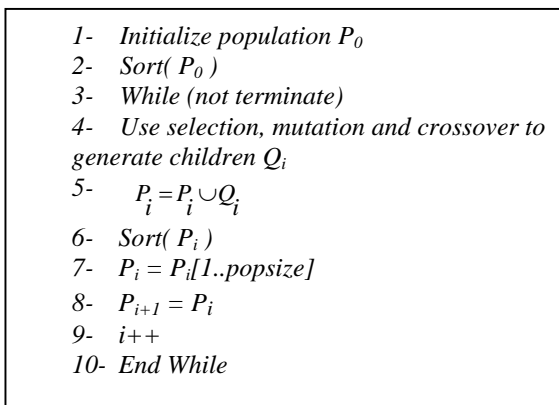 1- Initialize population P₀
2- Sort( P₀ )
3- While (not terminate)
4- Use selection, mutation and crossover to
generate children Qᵢ
5- Pᵢ = Pᵢ ∪ Qᵢ
6- Sort( Pᵢ )
7- Pᵢ = Pᵢ[1..popsize]
8- Pᵢ₊₁ = Pᵢ
9- i++
10- End While